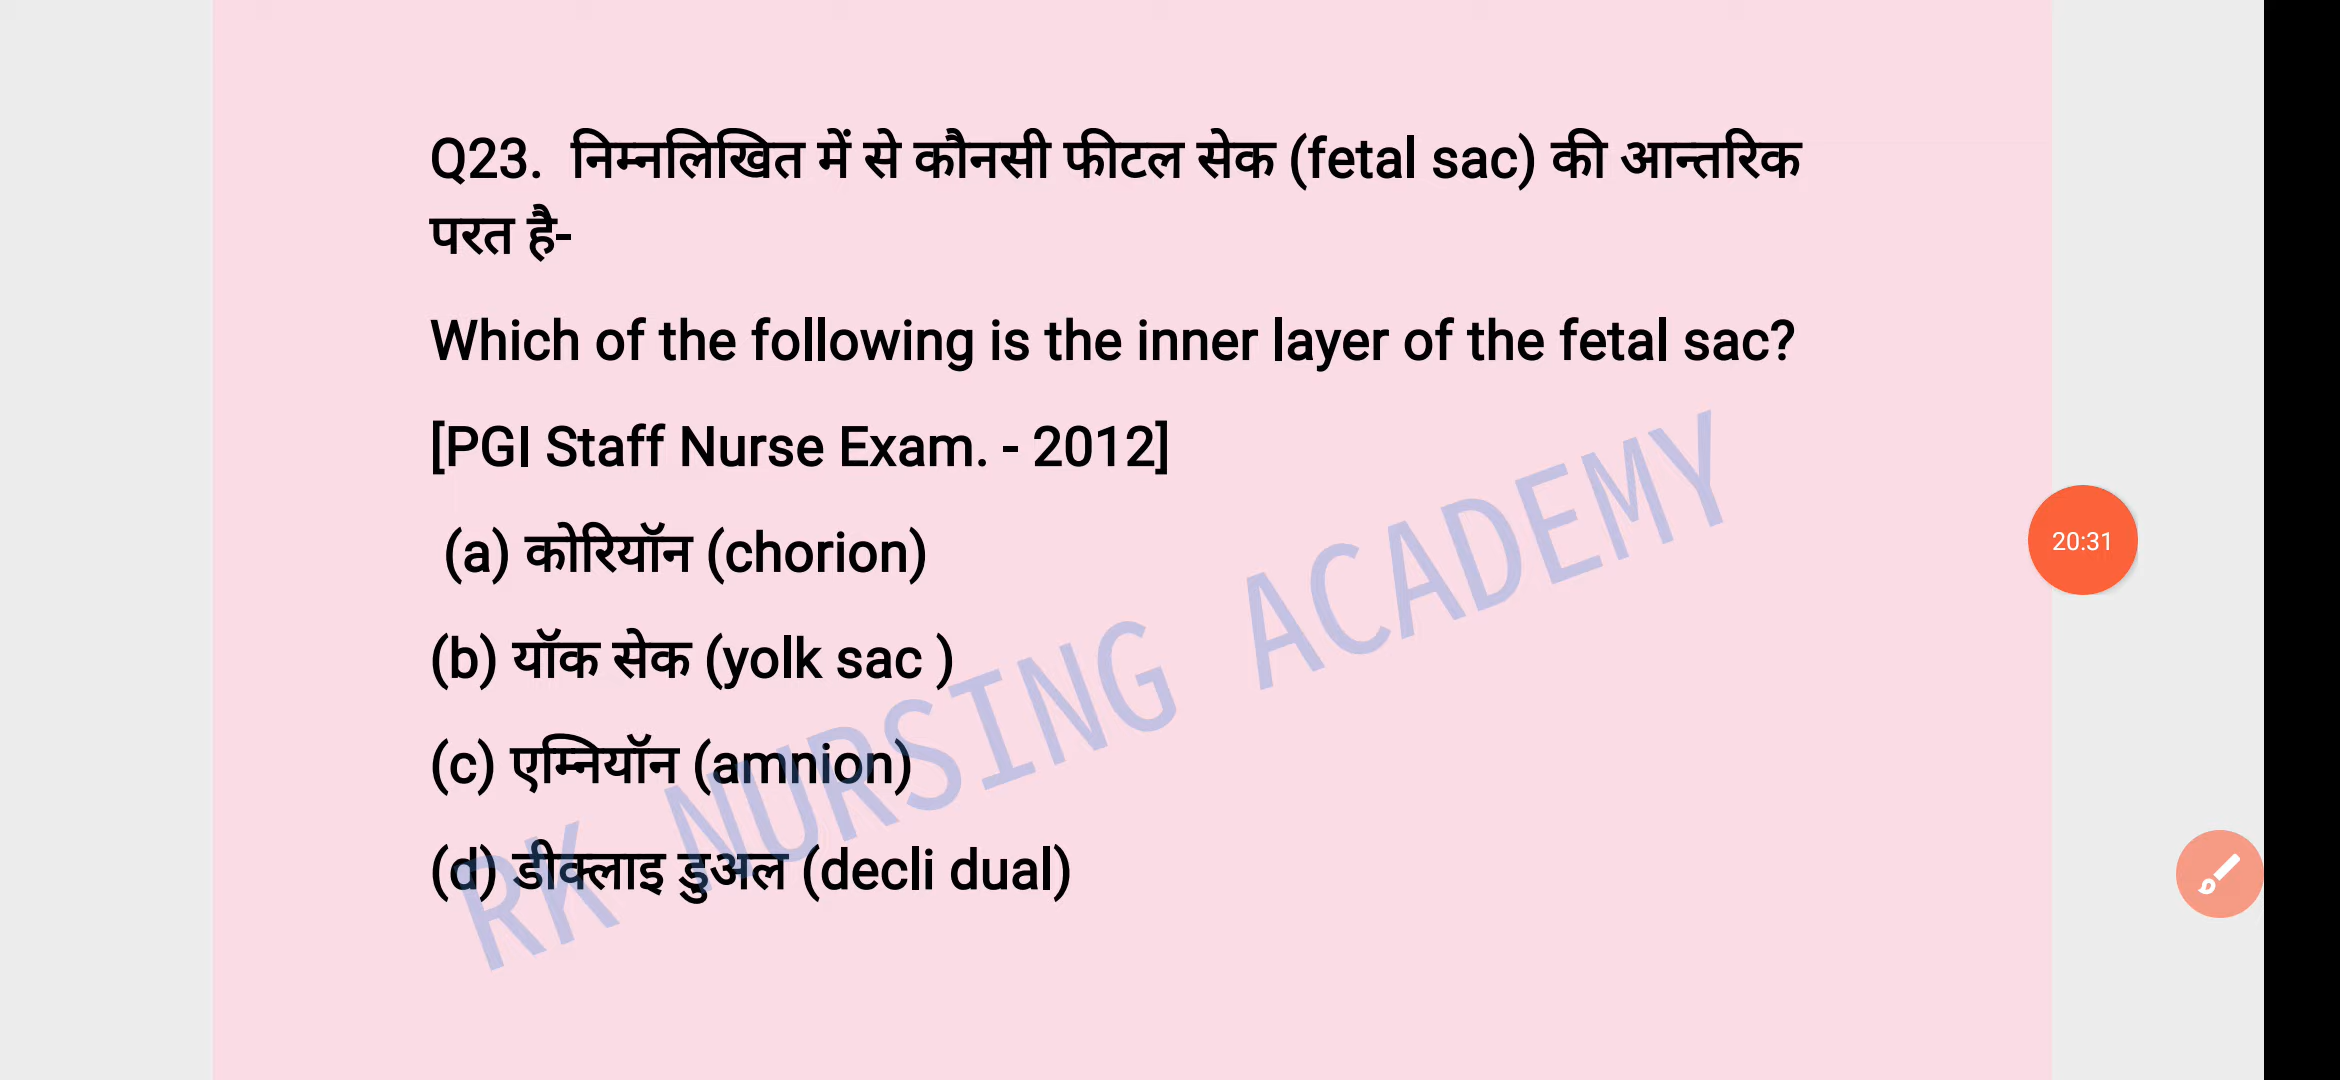 Q23. निम्नलिखित में से कौनसी फीटल सेक (fetal sac) की आन्तरिक
परत है-
Which of the following is the inner layer of the fetal sac?
[PGI Staff Nurse Exam. - 2012]
(a) कोरियॉन (chorion)
(b) यॉक सेक (yolk sac )
(c) एम्नियॉन (amnion)
(d) डीक्लाइ डुअल (decli dual)
RK NURSING ACADEMY
20:31